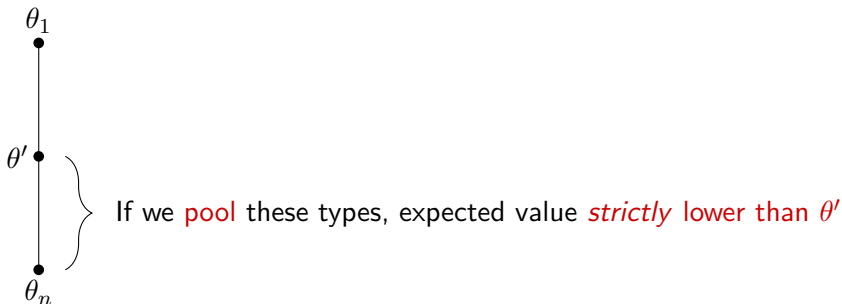 θ₁
θ′
If we pool these types, expected value strictly lower than θ′
θₙ